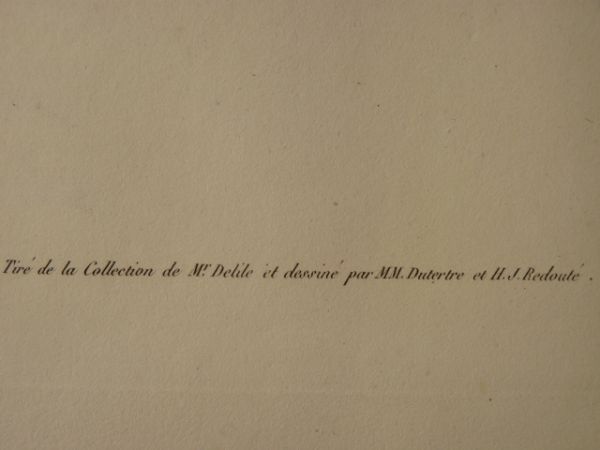 Tiré de la Collection de Mr. Delile et dessiné par MM. Dutertre et H. J. Redouté.